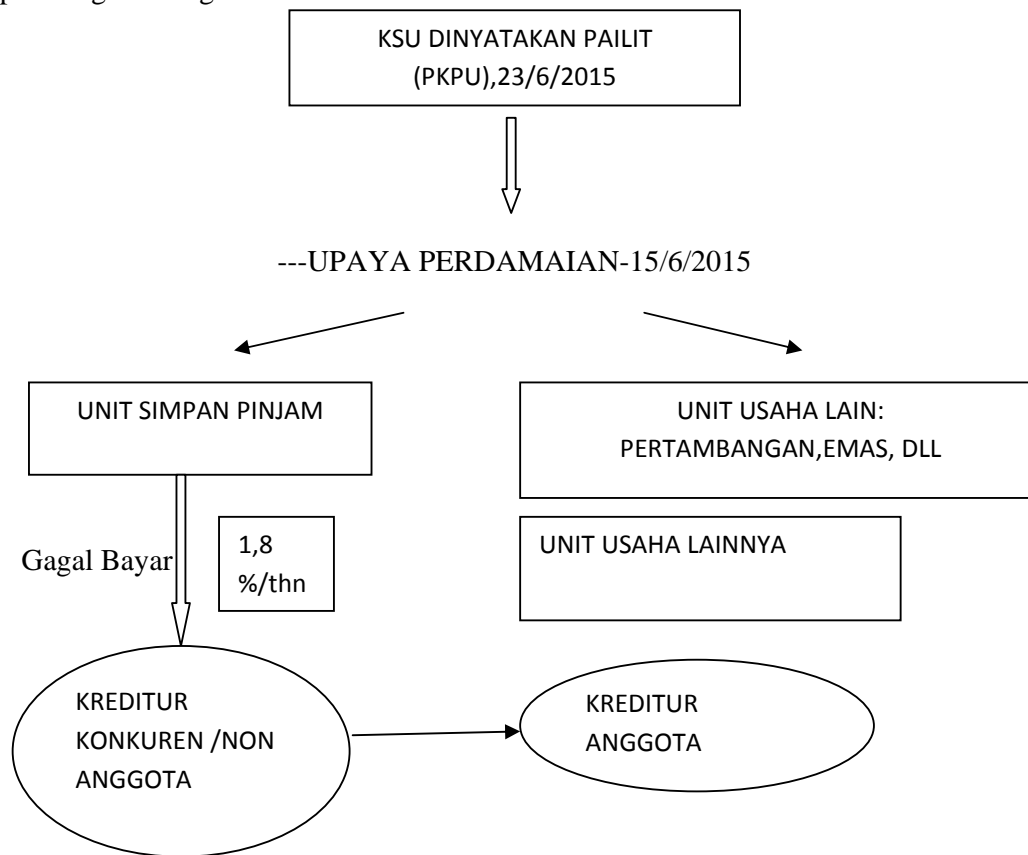 KSU DINYATAKAN PAILIT
(PKPU),23/6/2015
---UPAYA PERDAMAIAN-15/6/2015
UNIT SIMPAN PINJAM
UNIT USAHA LAIN:
PERTAMBANGAN,EMAS, DLL
Gagal Bayar
1,8
%/thn
UNIT USAHA LAINNYA
KREDITUR
KONKUREN /NON
ANGGOTA
KREDITUR
ANGGOTA